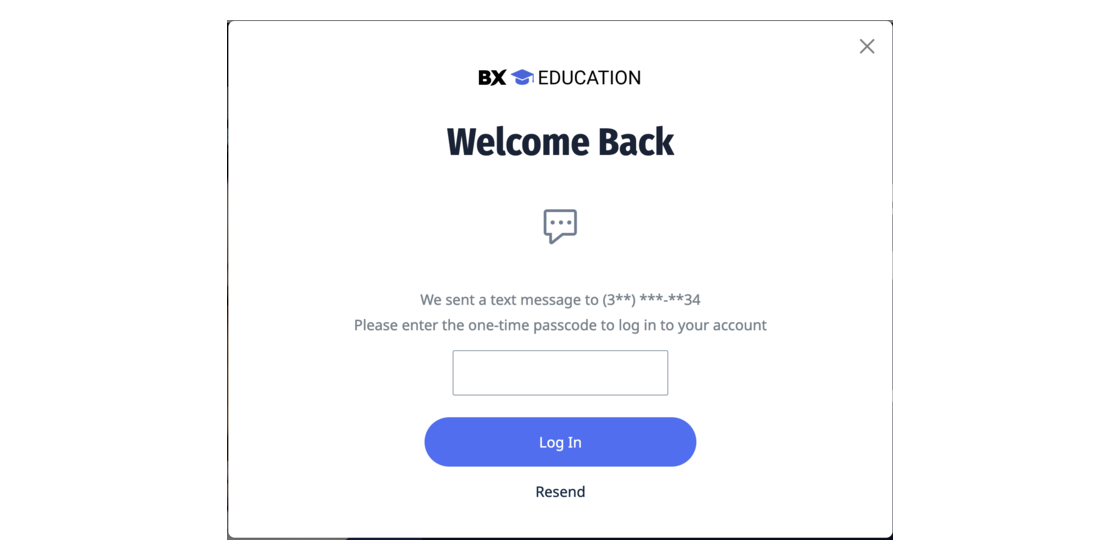 BX EDUCATION
Welcome Back
We sent a text message to (3**) ***-**34
Please enter the one-time passcode to log in to your account
Log In
Resend